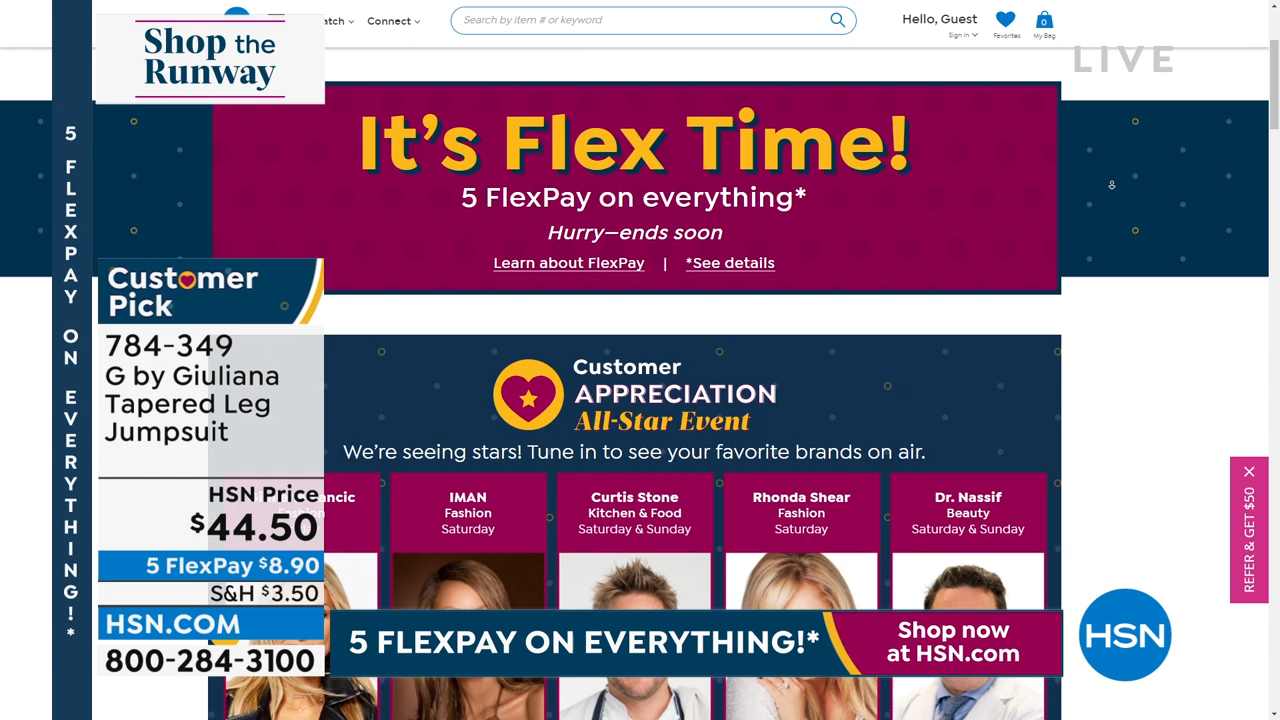 Connect
Search by item # or keyword
Hello, Guest
Sign In
Favorites
0
My Bag
Shop the
Runway
LIVE
5 FLEXPAY ON EVERYTHING!*
It's Flex Time!
5 FlexPay on everything*
Hurry—ends soon
Learn about FlexPay | *See details
Customer
Pick
784-349
G by Giuliana
Tapered Leg
Jumpsuit
HSN Price
$44.50
5 FlexPay $8.90
S&H $3.50
HSN.COM
800-284-3100
Customer
APPRECIATION
All-Star Event
We're seeing stars! Tune in to see your favorite brands on air.
IMAN
Fashion
Saturday
Curtis Stone
Kitchen & Food
Saturday & Sunday
Rhonda Shear
Fashion
Saturday
Dr. Nassif
Beauty
Saturday & Sunday
REFER & GET $50
5 FLEXPAY ON EVERYTHING!*
Shop now
at HSN.com
HSN